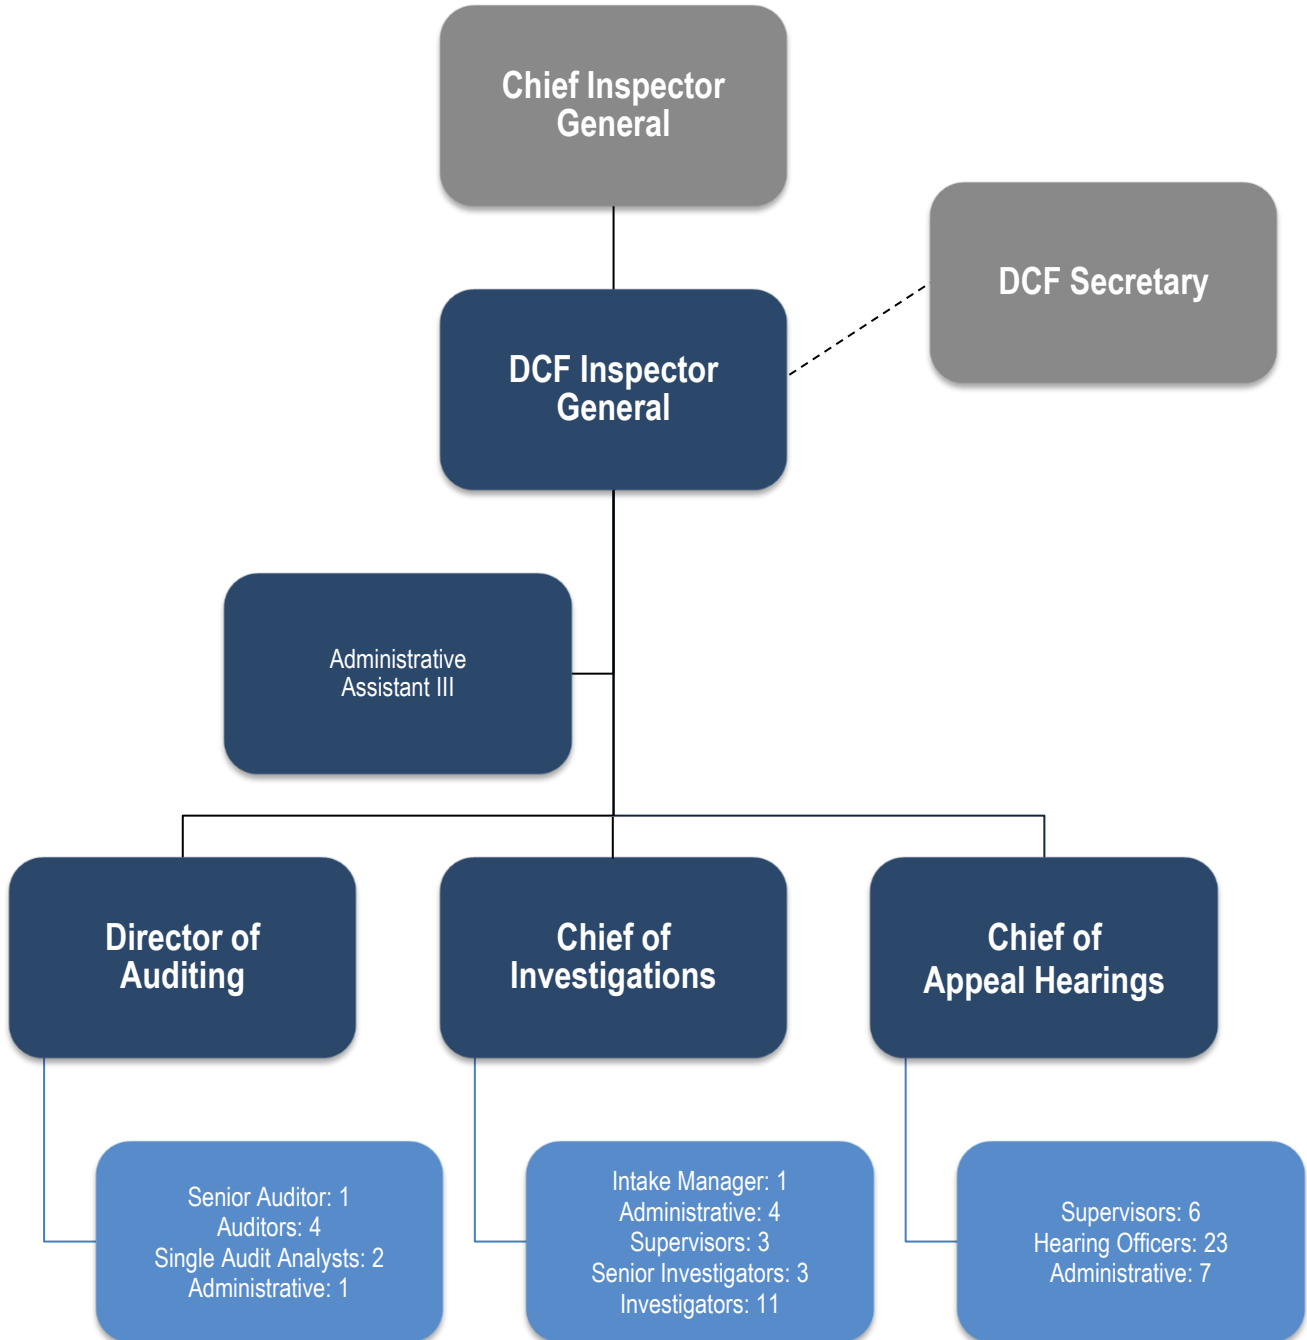 Chief Inspector
General
DCF Secretary
DCF Inspector
General
Administrative
Assistant III
Director of
Auditing
Chief of
Investigations
Chief of
Appeal Hearings
Senior Auditor: 1
Auditors: 4
Single Audit Analysts: 2
Administrative: 1
Intake Manager: 1
Administrative: 4
Supervisors: 3
Senior Investigators: 3
Investigators: 11
Supervisors: 6
Hearing Officers: 23
Administrative: 7